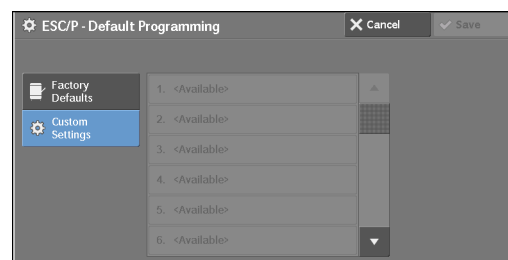 ESC/P - Default Programming
Cancel
Save
Factory
Defaults
Custom
Settings
1. <Available>
2. <Available>
3. <Available>
4. <Available>
5. <Available>
6. <Available>